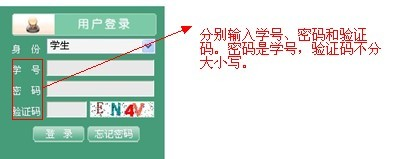 用户登录
身 份 学生
学 号
密 码
验证码 EN4V
登 录 忘记密码
分别输入学号、密码和验证
码。密码是学号，验证码不分
大小写。